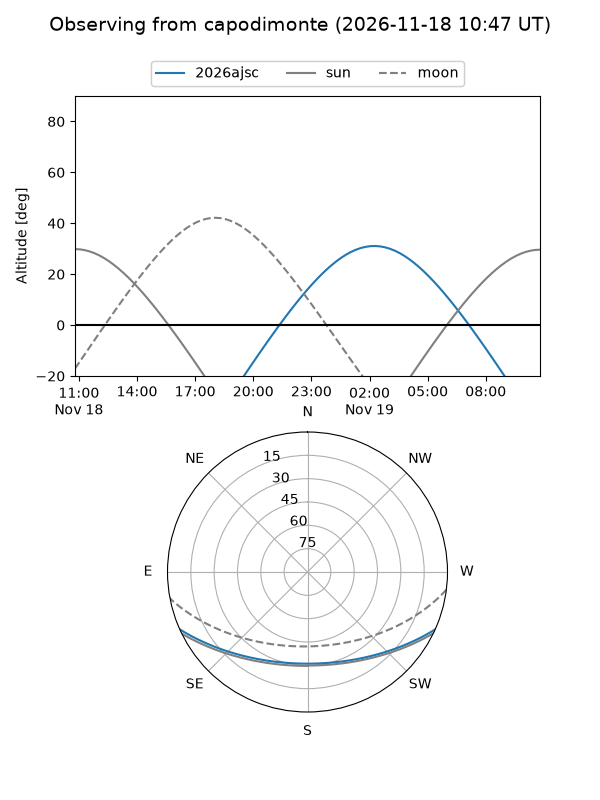 Observing from capodimonte (2026-11-18 10:47 UT)
2026ajsc sun moon
Altitude [deg]
80
60
40
20
0
−20
11:00 14:00 17:00 20:00 23:00 02:00 05:00 08:00
Nov 18 Nov 19
N
NE NW
15
30
45
60
75
E W
SE SW
S